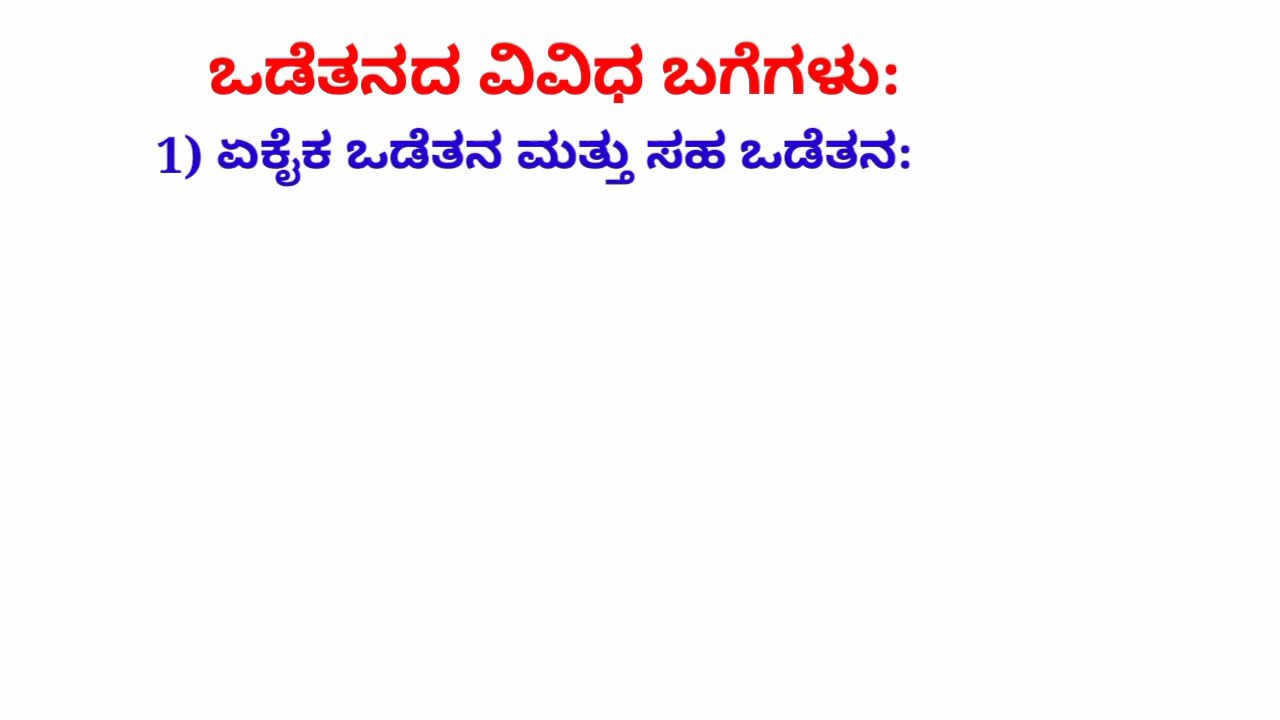 ಒಡೆತನದ ವಿವಿಧ ಬಗೆಗಳು:
1) ಏಕೈಕ ಒಡೆತನ ಮತ್ತು ಸಹ ಒಡೆತನ: